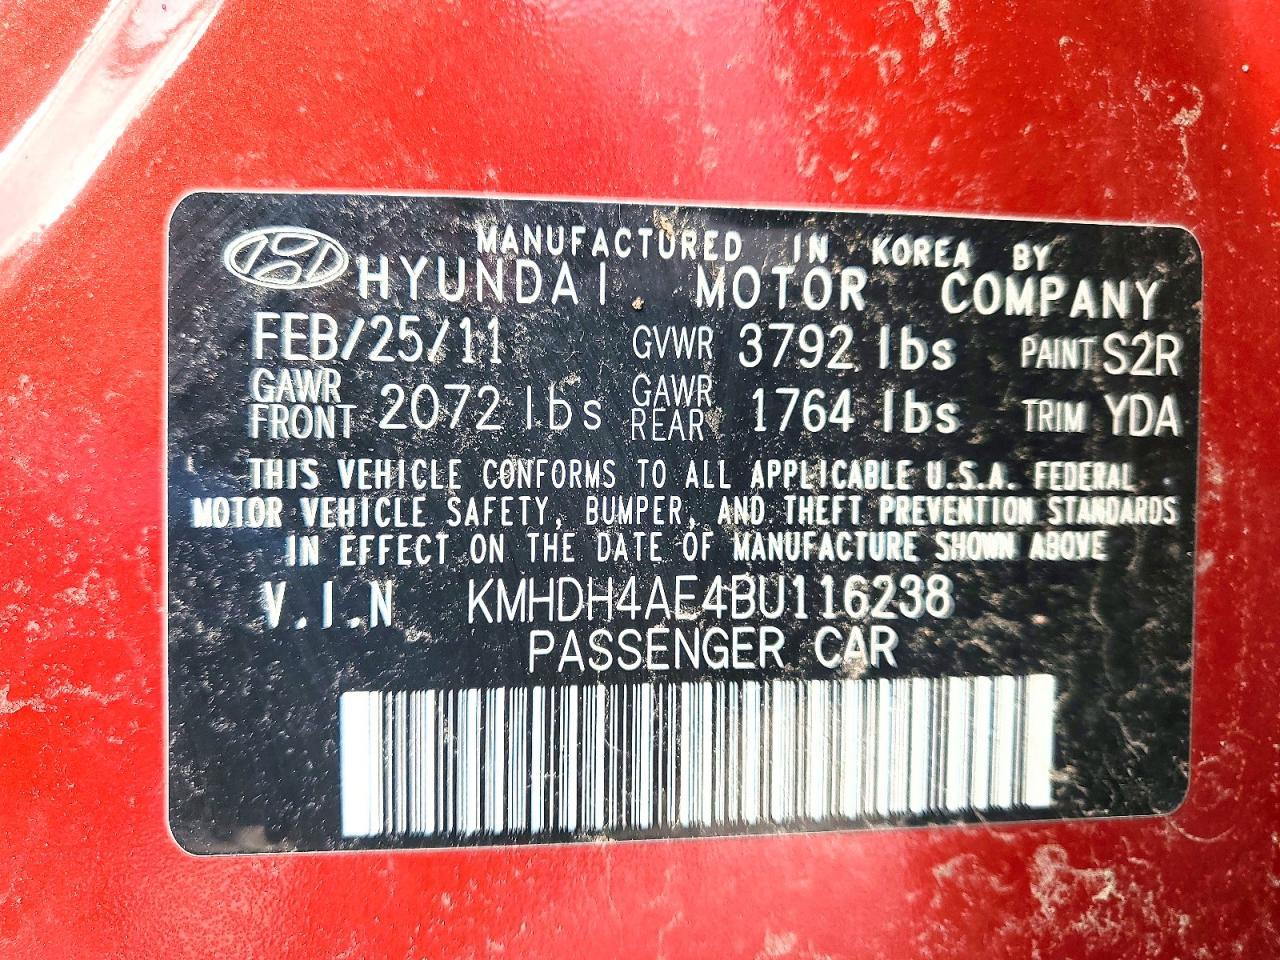 MANUFACTURED IN KOREA BY
HYUNDAI MOTOR COMPANY
FEB/25/11 GVWR 3792 lbs PAINT S2R
GAWR FRONT 2072 lbs GAWR REAR 1764 lbs TRIM YDA
THIS VEHICLE CONFORMS TO ALL APPLICABLE U.S.A. FEDERAL
MOTOR VEHICLE SAFETY, BUMPER, AND THEFT PREVENTION STANDARDS
IN EFFECT ON THE DATE OF MANUFACTURE SHOWN ABOVE
V.I.N KMHDH4AE4BU116238
PASSENGER CAR